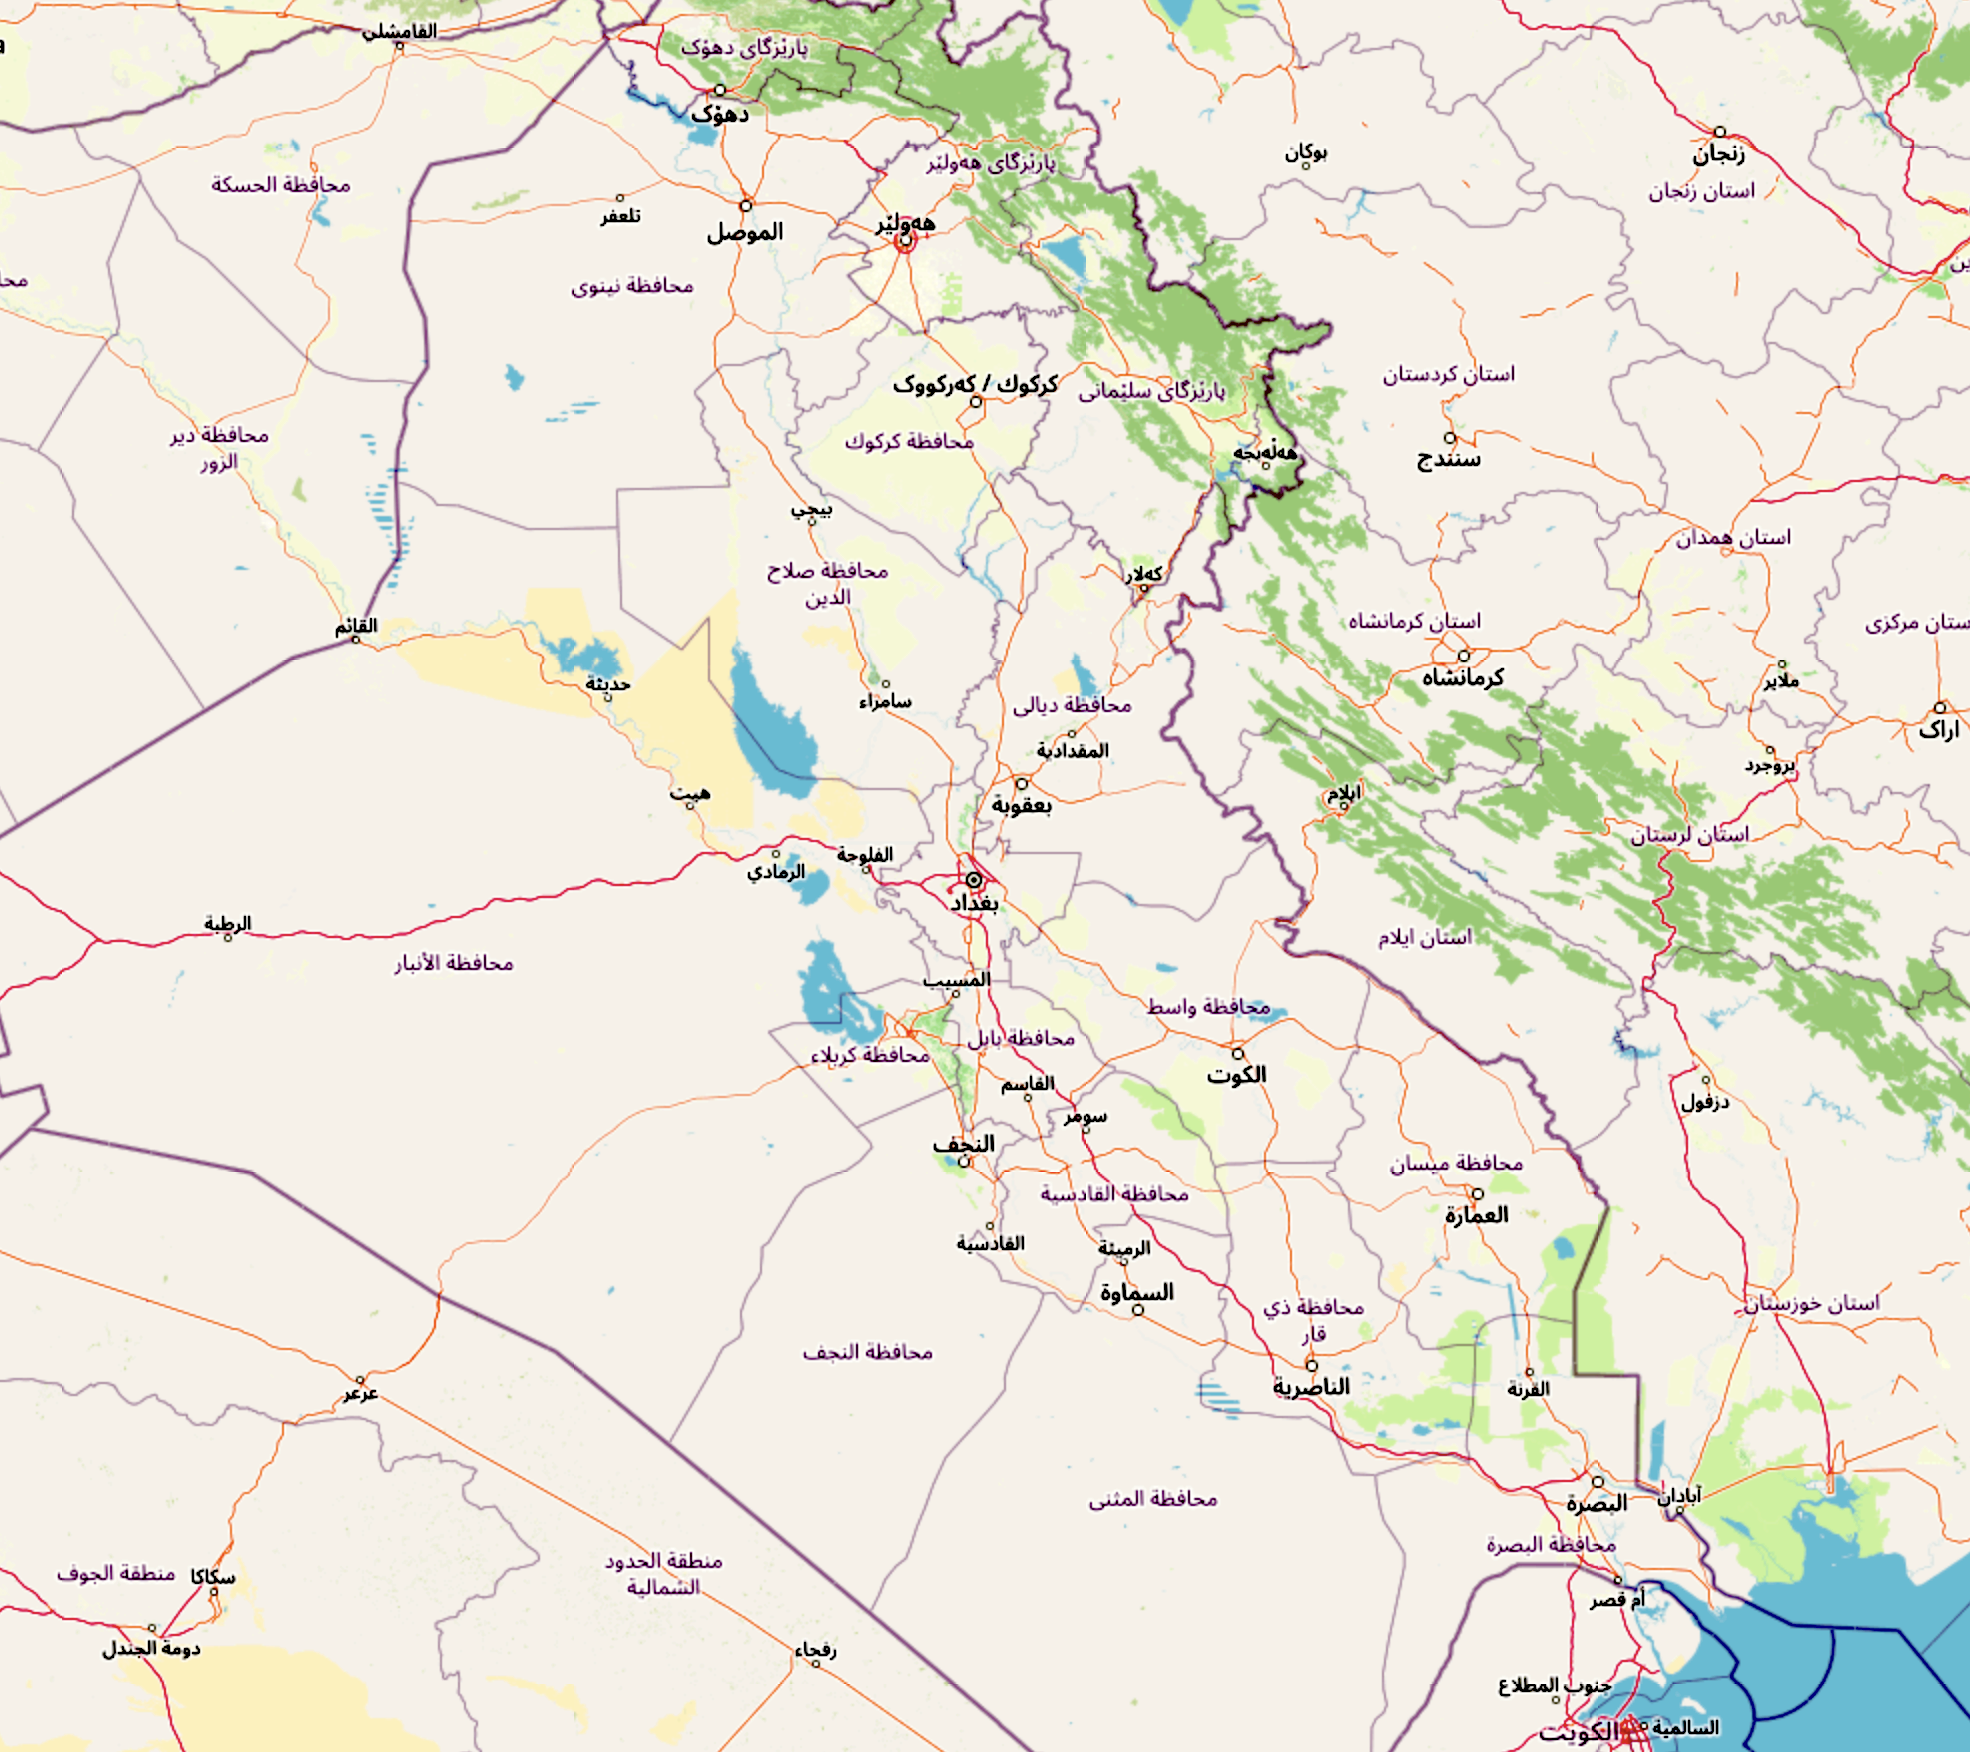 القامشلي
پارێزگای دهۆک
دهۆک
بوکان
زنجان
استان زنجان
محافظة الحسكة
پارێزگای هەولێر
تلعفر
الموصل
هەولێر
محافظة نينوى
كركوك / کەرکووک
پارێزگای سلێمانی
استان کردستان
محافظة كركوك
محافظة دير
الزور
هەڵەبجە
سنندج
بيجي
استان همدان
محافظة صلاح
الدين
کەلار
القائم
استان کرمانشاه
کرمانشاه
ملایر
حديثة
سامراء
محافظة ديالى
اراک
المقدادية
بروجرد
هيت
بعقوبة
ایلام
استان لرستان
الفلوجة
الرمادي
بغداد
الرطبة
استان ایلام
محافظة الأنبار
المسيب
محافظة واسط
محافظة بابل
محافظة كربلاء
الكوت
القاسم
دزفول
سومر
النجف
محافظة ميسان
محافظة القادسية
العمارة
القادسية
الرميثة
السماوة
محافظة ذي
قار
استان خوزستان
محافظة النجف
الناصرية
القرنة
عرعر
محافظة المثنى
البصرة
آبادان
محافظة البصرة
منطقة الحدود
الشمالية
منطقة الجوف
سكاكا
أم قصر
دومة الجندل
رفحاء
جنوب المطلاع
الكويت
السالمية